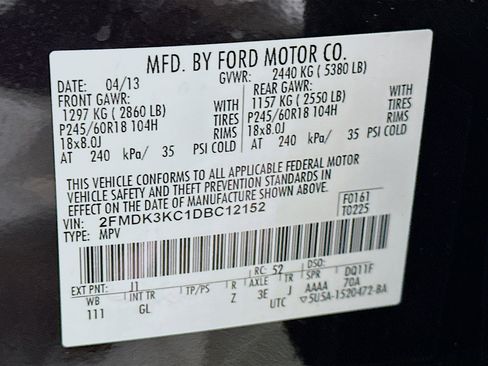 MFD. BY FORD MOTOR CO.
DATE: 04/13 GVWR: 2440 KG ( 5380 LB)
FRONT GAWR: REAR GAWR:
1297 KG ( 2860 LB) WITH 1157 KG ( 2550 LB) WITH
P245/60R18 104H TIRES P245/60R18 104H TIRES
18x8.0J RIMS 18x8.0J RIMS
AT 240 kPa/ 35 PSI COLD AT 240 kPa/ 35 PSI COLD
THIS VEHICLE CONFORMS TO ALL APPLICABLE FEDERAL MOTOR
VEHICLE SAFETY AND THEFT PREVENTION STANDARDS IN
EFFECT ON THE DATE OF MANUFACTURE SHOWN ABOVE.
VIN: 2FMDK3KC1DBC12152 F0161
TYPE: MPV T0225
EXT PNT: J1 RC: 52 DSO:
WB INT TR TP/PS R AXLE TR SPR DQ11F
111 GL Z 3E J AAAA 70A
UTC ▽5U5A-1520472-BA